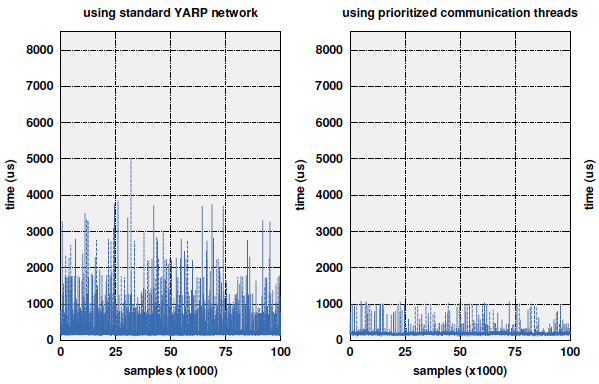 using standard YARP network
using prioritized communication threads
8000
7000
6000
5000
4000
3000
2000
1000
0
time (us)
0 25 50 75 100
samples (x1000)
8000
7000
6000
5000
4000
3000
2000
1000
0
time (us)
0 25 50 75 100
samples (x1000)
time (us)